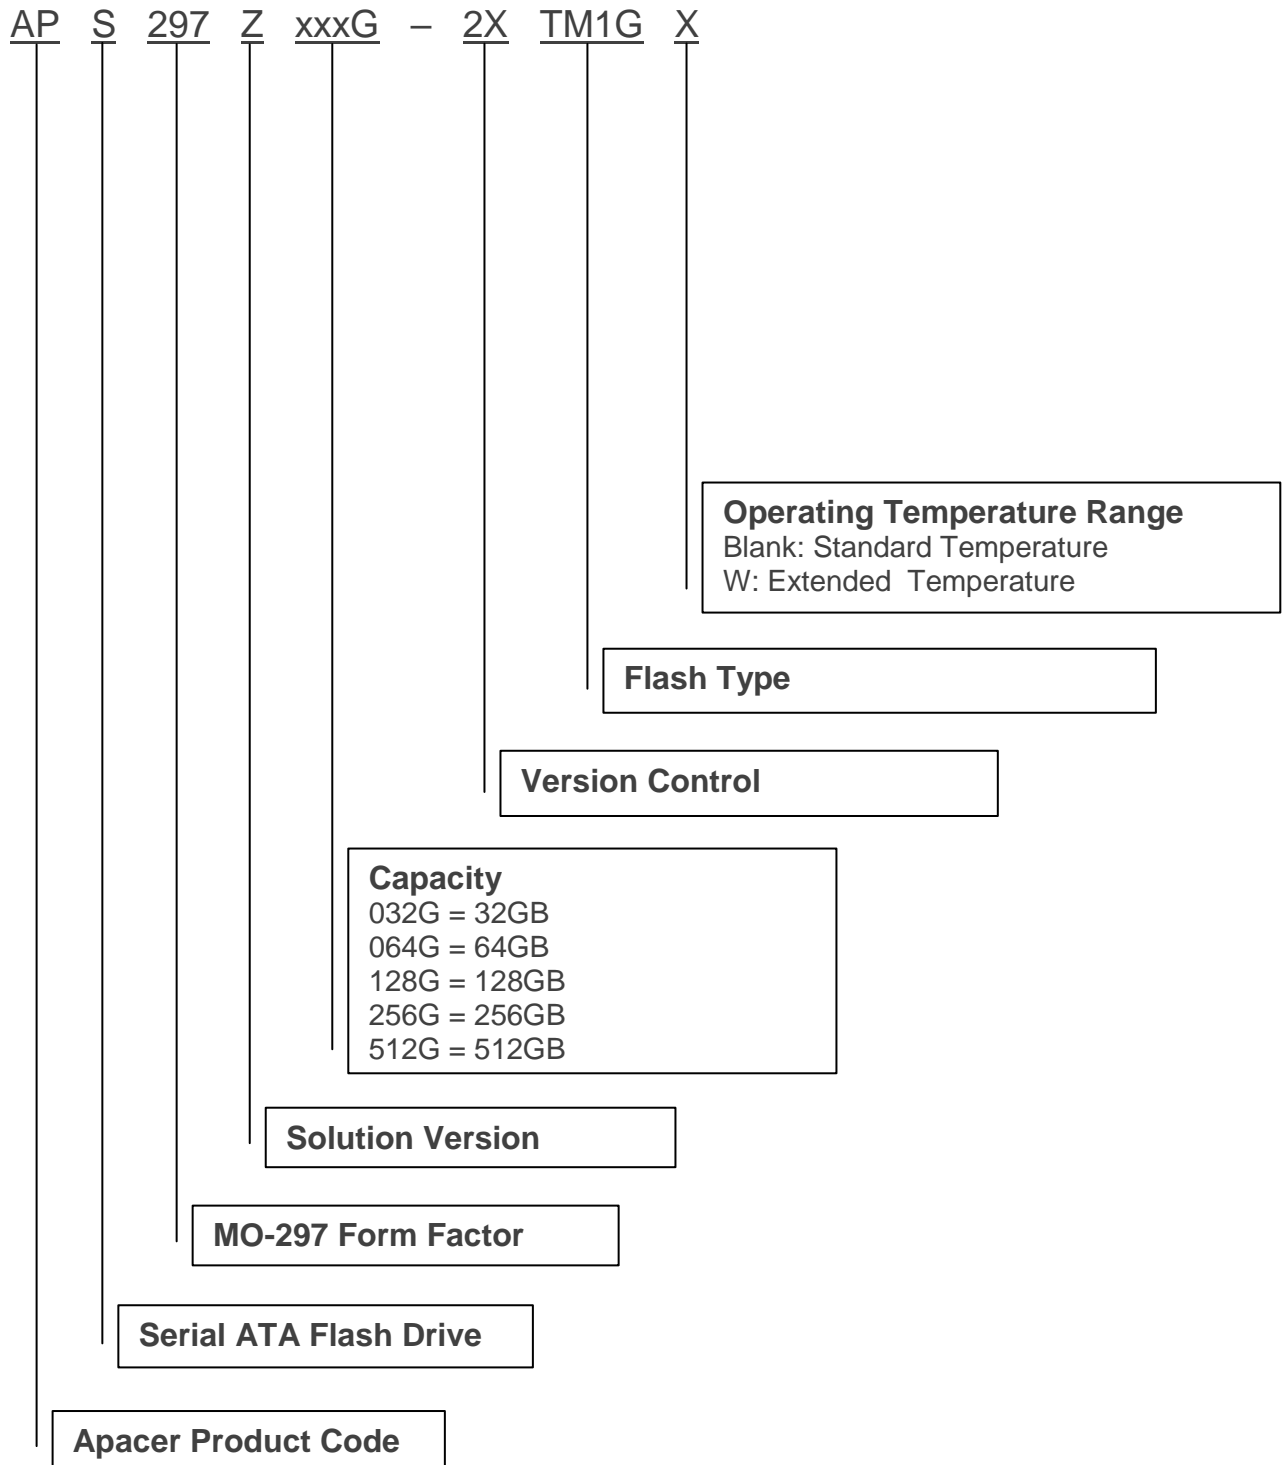 AP S 297 Z xxxG – 2X TM1G X
Operating Temperature Range
Blank: Standard Temperature
W: Extended Temperature
Flash Type
Version Control
Capacity
032G = 32GB
064G = 64GB
128G = 128GB
256G = 256GB
512G = 512GB
Solution Version
MO-297 Form Factor
Serial ATA Flash Drive
Apacer Product Code